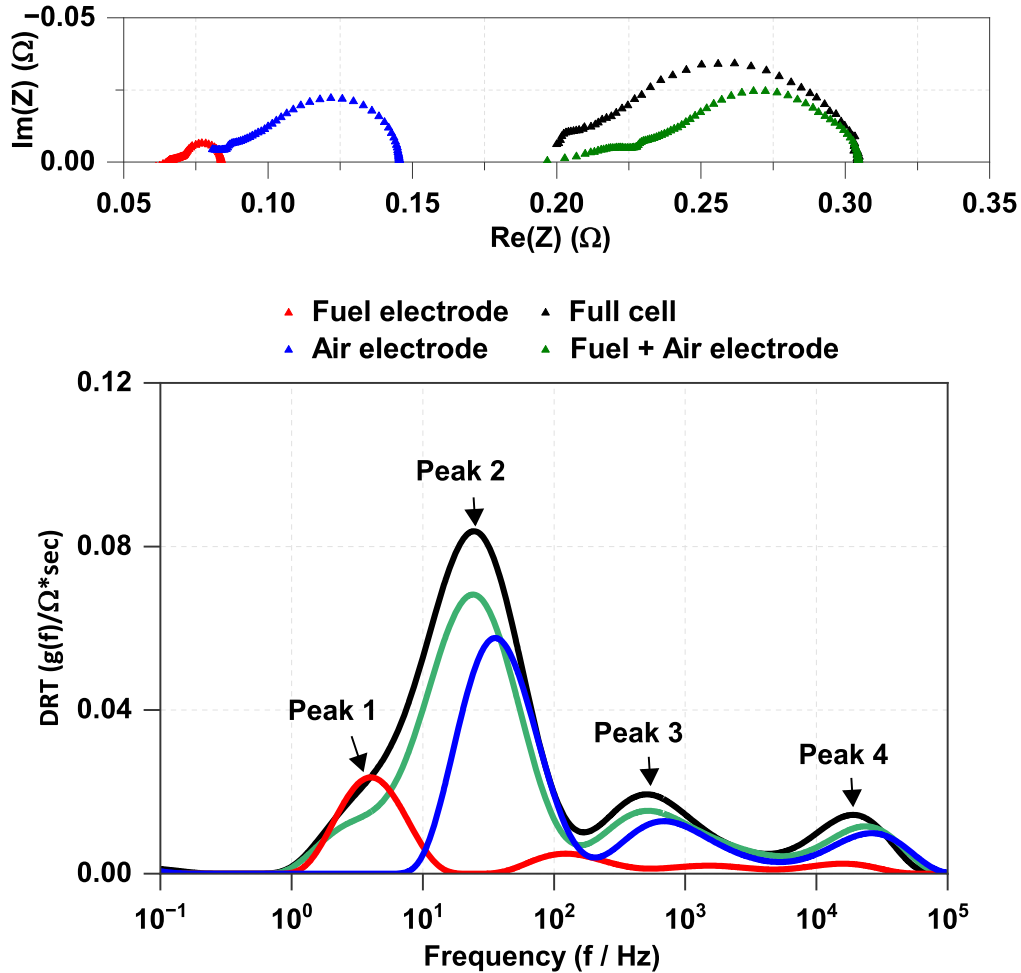 −0.05
Im(Z) (Ω)
0.00
0.05 0.10 0.15 0.20 0.25 0.30 0.35
Re(Z) (Ω)
Fuel electrode Full cell
Air electrode Fuel + Air electrode
0.12
Peak 2
0.08
DRT (g(f)/Ω*sec)
Peak 1
0.04
Peak 3
Peak 4
0.00
10⁻¹ 10⁰ 10¹ 10² 10³ 10⁴ 10⁵
Frequency (f / Hz)